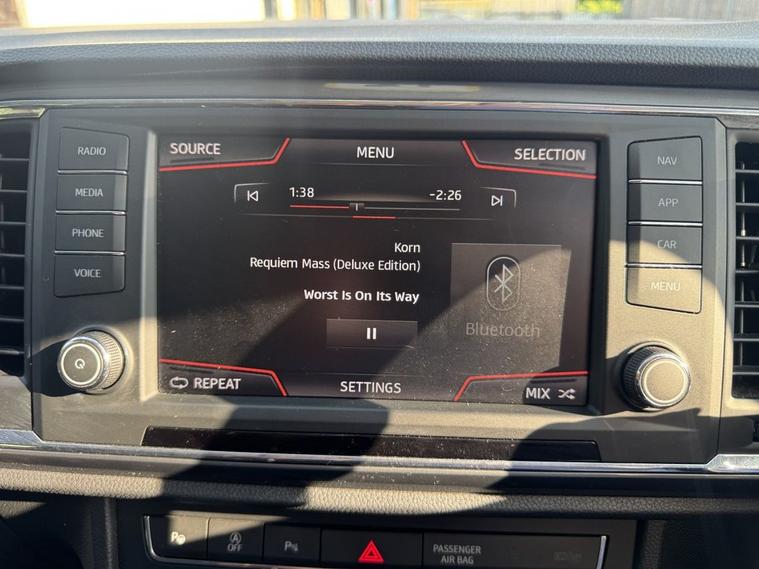 SOURCE
MENU
SELECTION
RADIO
MEDIA
PHONE
VOICE
1:38
-2:26
Korn
Requiem Mass (Deluxe Edition)
Worst Is On Its Way
Bluetooth
REPEAT
SETTINGS
MIX
NAV
APP
CAR
MENU
P
A
OFF
P
PASSENGER
AIR BAG